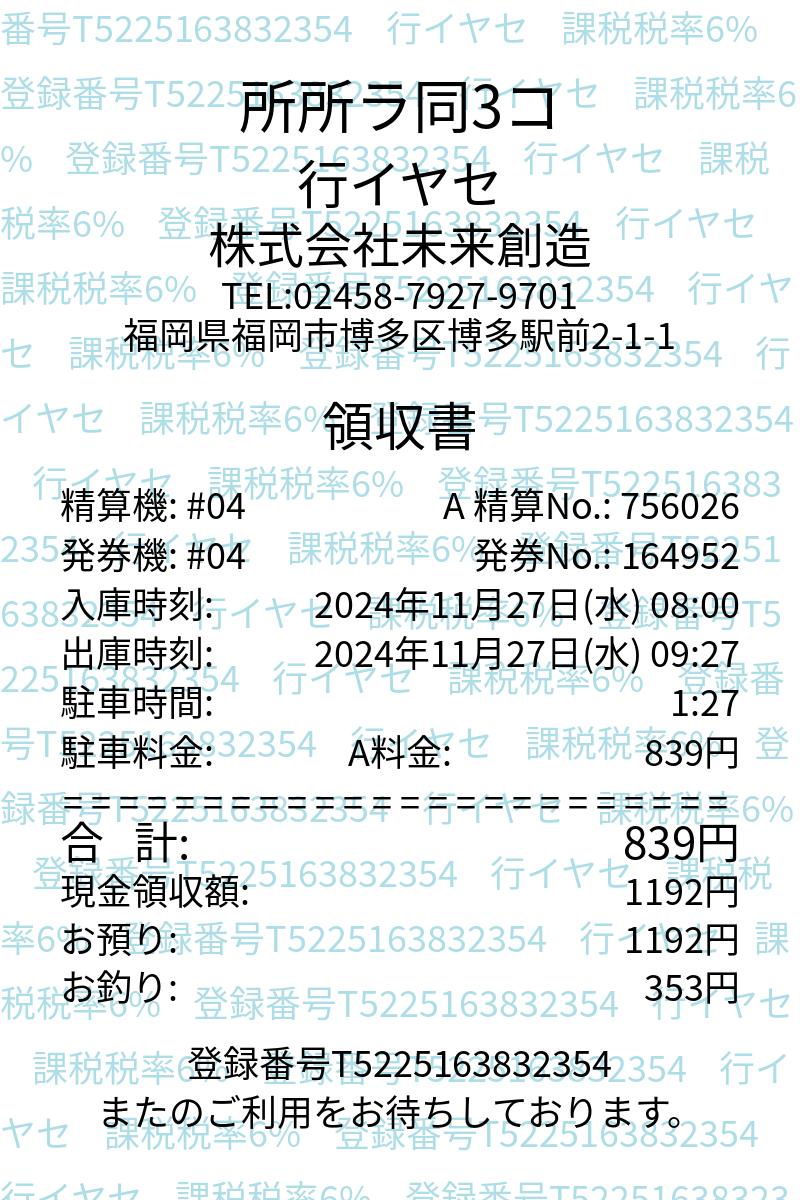 番号T5225163832354 行イヤセ 課税税率6%
登録番号T5225163832354 行イヤセ 課税税率6
所所ラ同3コ
% 登録番号T5225163832354 行イヤセ 課税
行イヤセ
税率6% 登録番号T5225163832354 行イヤセ
株式会社未来創造
課税税率6% 登録番号T5225163832354 行イヤ
TEL:02458-7927-9701
福岡県福岡市博多区博多駅前2-1-1
セ 課税税率6% 登録番号T5225163832354 行
イヤセ 課税税率6% 登録番号T5225163832354
領収書
行イヤセ 課税税率6% 登録番号T522516383
精算機: #04 A 精算No.: 756026
2354 行イヤセ 課税税率6% 登録番号T52251
発券機: #04 発券No.: 164952
入庫時刻: 2024年11月27日(水) 08:00
63832354 行イヤセ 課税税率6% 登録番号T5
出庫時刻: 2024年11月27日(水) 09:27
225163832354 行イヤセ 課税税率6% 登録番
駐車時間: 1:27
号T5225163832354 行イヤセ 課税税率6% 登
駐車料金: A料金: 839円
========================
録番号T5225163832354 行イヤセ 課税税率6%
合 計: 839円
登録番号T5225163832354 行イヤセ 課税税
現金領収額: 1192円
率6% 登録番号T5225163832354 行イヤセ 課
お預り: 1192円
お釣り: 353円
税税率6% 登録番号T5225163832354 行イヤセ
登録番号T5225163832354
課税税率6% 登録番号T5225163832354 行イ
またのご利用をお待ちしております。
ヤセ 課税税率6% 登録番号T5225163832354
行イヤセ 課税税率6% 登録番号T522516383​23